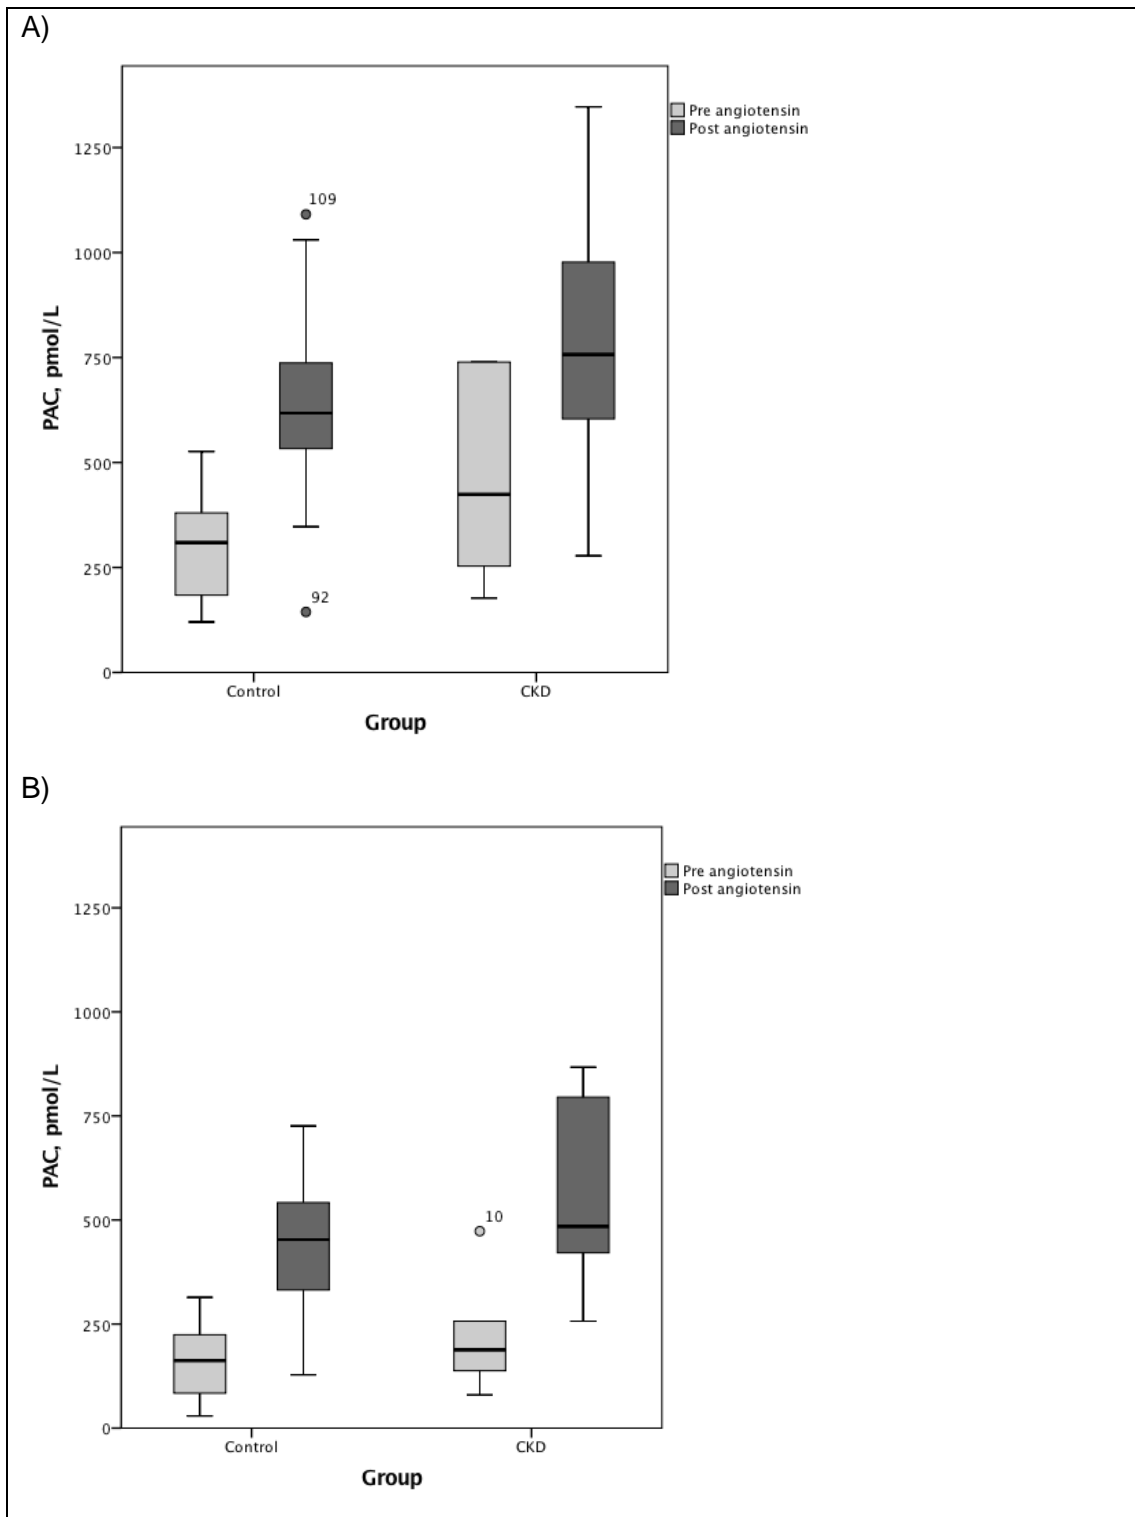 A)
Pre angiotensin
Post angiotensin
1250
109
1000
PAC, pmol/L
750
500
92
250
0
Control CKD
Group
B)
Pre angiotensin
Post angiotensin
1250
1000
PAC, pmol/L
750
10
500
250
0
Control CKD
Group